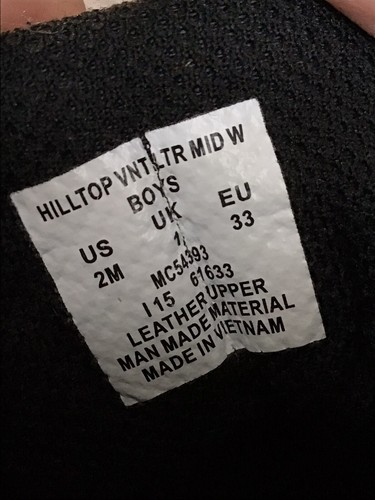 HILLTOP VNTLTR MID W
BOYS
US UK EU
2M 1 33
MC54393
I 15 61633
LEATHER UPPER
MAN MADE MATERIAL
MADE IN VIETNAM